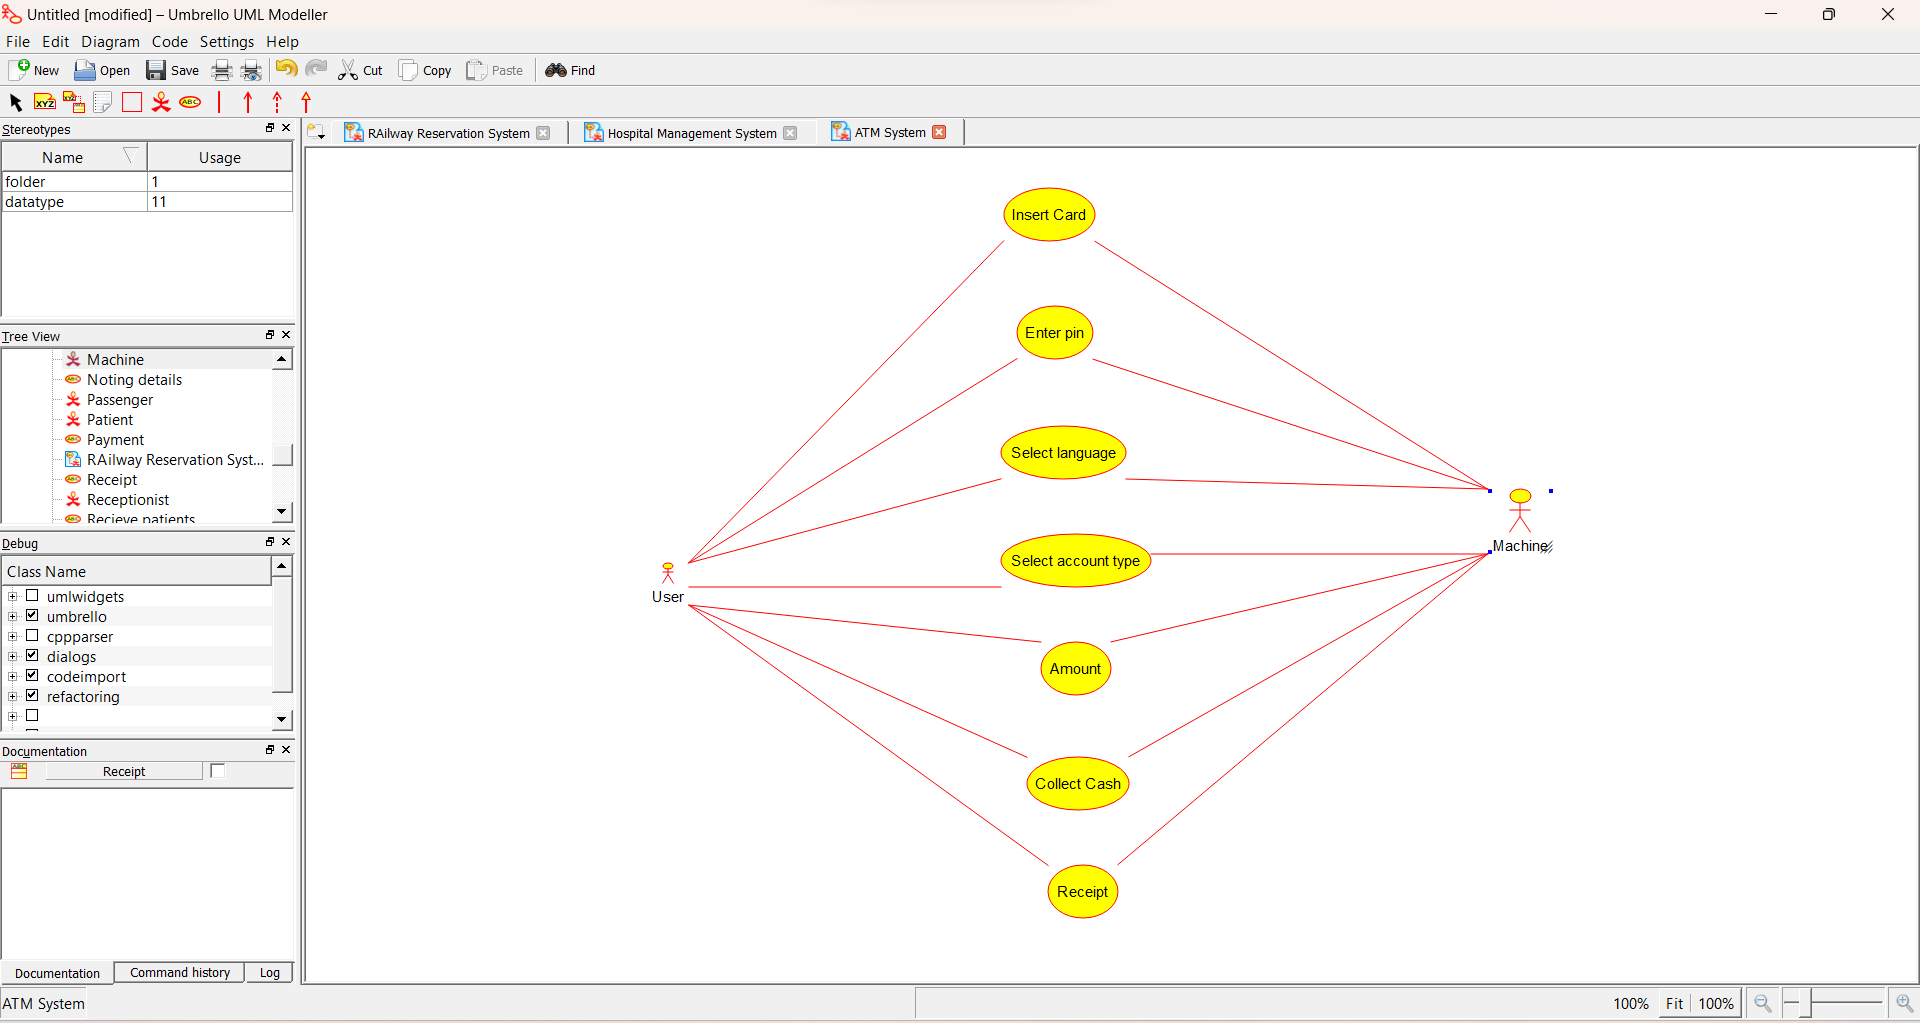 Untitled [modified] – Umbrello UML Modeller
File Edit Diagram Code Settings Help
New Open Save Cut Copy Paste Find
XYZ XYZ ABC
Stereotypes
RAilway Reservation System Hospital Management System ATM System
Name Usage
folder 1
datatype 11
Tree View
Machine
Noting details
Passenger
Patient
Payment
RAilway Reservation Syst...
Receipt
Receptionist
Recieve patients
Debug
Class Name
umlwidgets
umbrello
cppparser
dialogs
codeimport
refactoring
Documentation
Receipt
Documentation Command history Log
Insert Card
Enter pin
Select language
Machine
Select account type
User
Amount
Collect Cash
Receipt
ATM System 100% Fit 100%